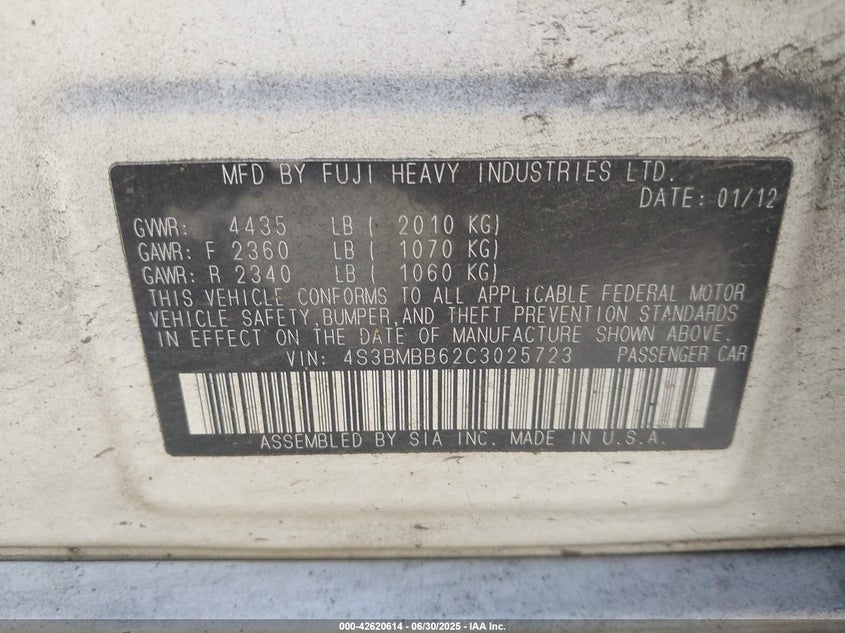 MFD BY FUJI HEAVY INDUSTRIES LTD.
DATE: 01/12
GVWR: 4435 LB ( 2010 KG)
GAWR: F 2360 LB ( 1070 KG)
GAWR: R 2340 LB ( 1060 KG)
THIS VEHICLE CONFORMS TO ALL APPLICABLE FEDERAL MOTOR
VEHICLE SAFETY,BUMPER,AND THEFT PREVENTION STANDARDS
IN EFFECT ON THE DATE OF MANUFACTURE SHOWN ABOVE.
VIN: 4S3BMBB62C3025723 PASSENGER CAR
ASSEMBLED BY SIA INC. MADE IN U.S.A.
000-42620614 - 06/30/2025 - IAA Inc.